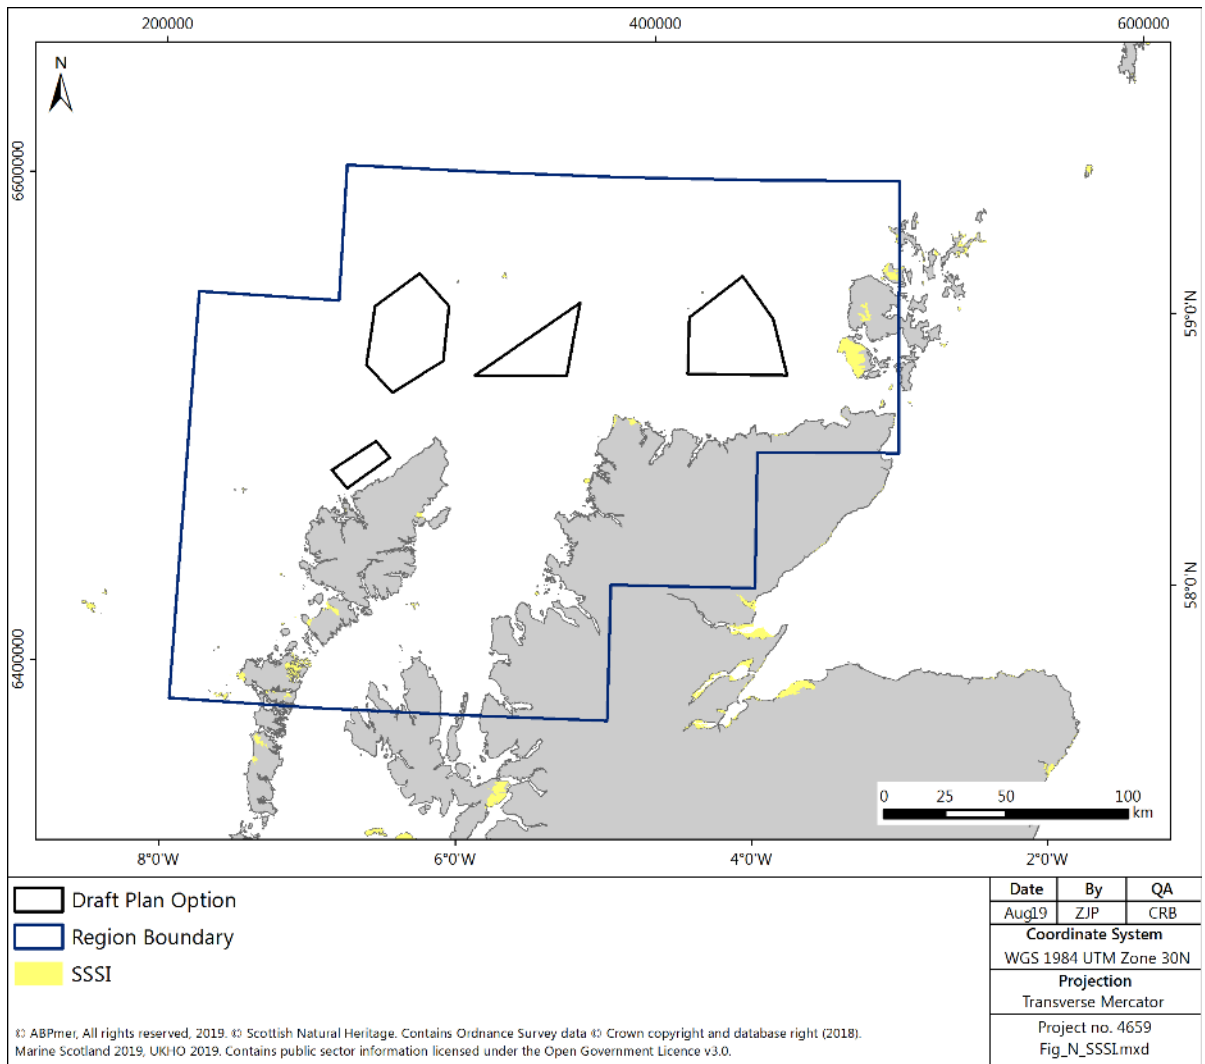 200000 400000 600000
N
6600000
59°0'N
58°0'N
6400000
0 25 50 100
km
8°0'W 6°0'W 4°0'W 2°0'W
Draft Plan Option
Region Boundary
SSSI
Date By QA
Aug19 ZJP CRB
Coordinate System
WGS 1984 UTM Zone 30N
Projection
Transverse Mercator
Project no. 4659
Fig_N_SSSI.mxd
© ABPmer, All rights reserved, 2019. © Scottish Natural Heritage. Contains Ordnance Survey data © Crown copyright and database right (2018).
Marine Scotland 2019, UKHO 2019. Contains public sector information licensed under the Open Government Licence v3.0.